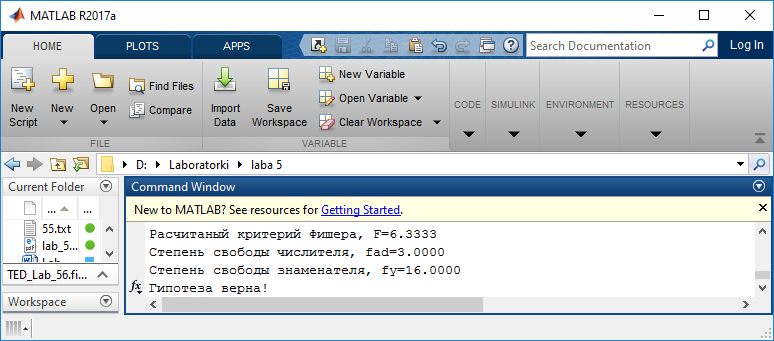 MATLAB R2017a
HOME PLOTS APPS
Search Documentation Log In
New Script
New
Open
Find Files
Compare
FILE
Import Data
Save Workspace
New Variable
Open Variable
Clear Workspace
VARIABLE
CODE
SIMULINK
ENVIRONMENT
RESOURCES
D: Laboratorki laba 5
Current Folder
... ...
55.txt
lab_5...
TED_Lab_56.fi...
Workspace
Command Window
New to MATLAB? See resources for Getting Started.
Расчитаный критерий Фишера, F=6.3333
Степень свободы числителя, fad=3.0000
Степень свободы знаменателя, fy=16.0000
Гипотеза верна!
fx